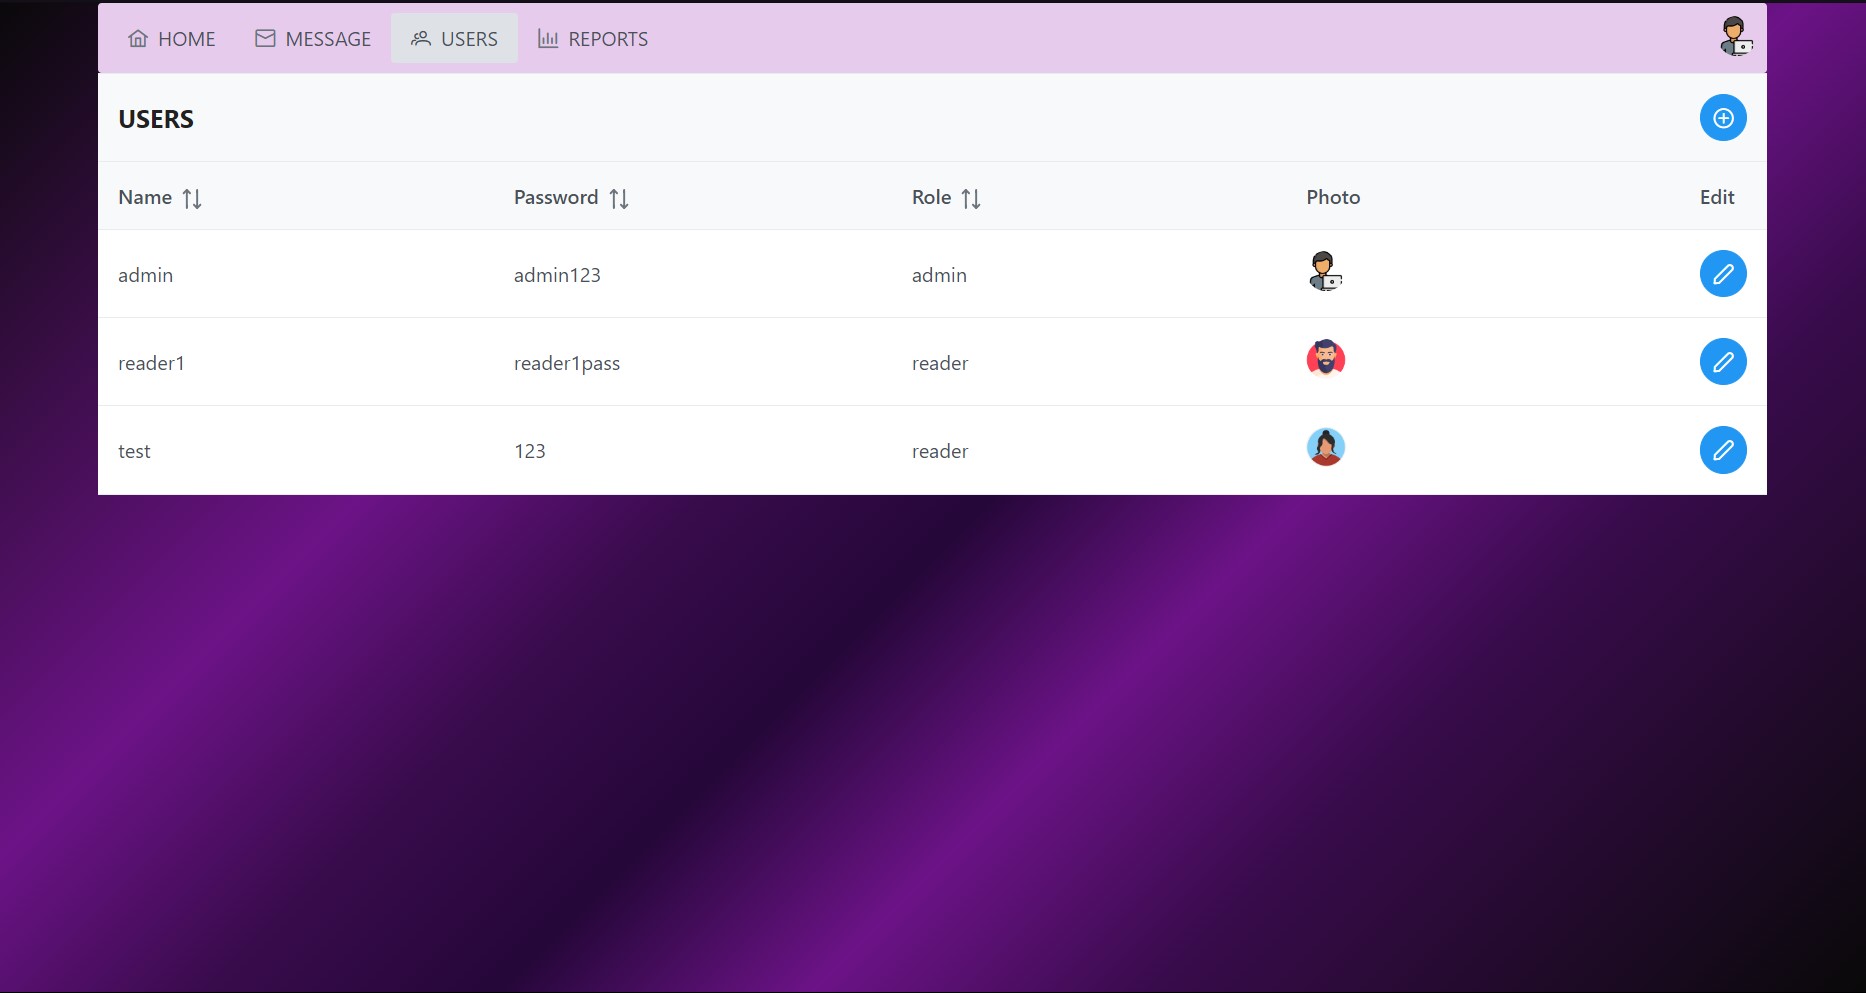 HOME MESSAGE USERS REPORTS
USERS
Name Password Role Photo Edit
admin admin123 admin
reader1 reader1pass reader
test 123 reader